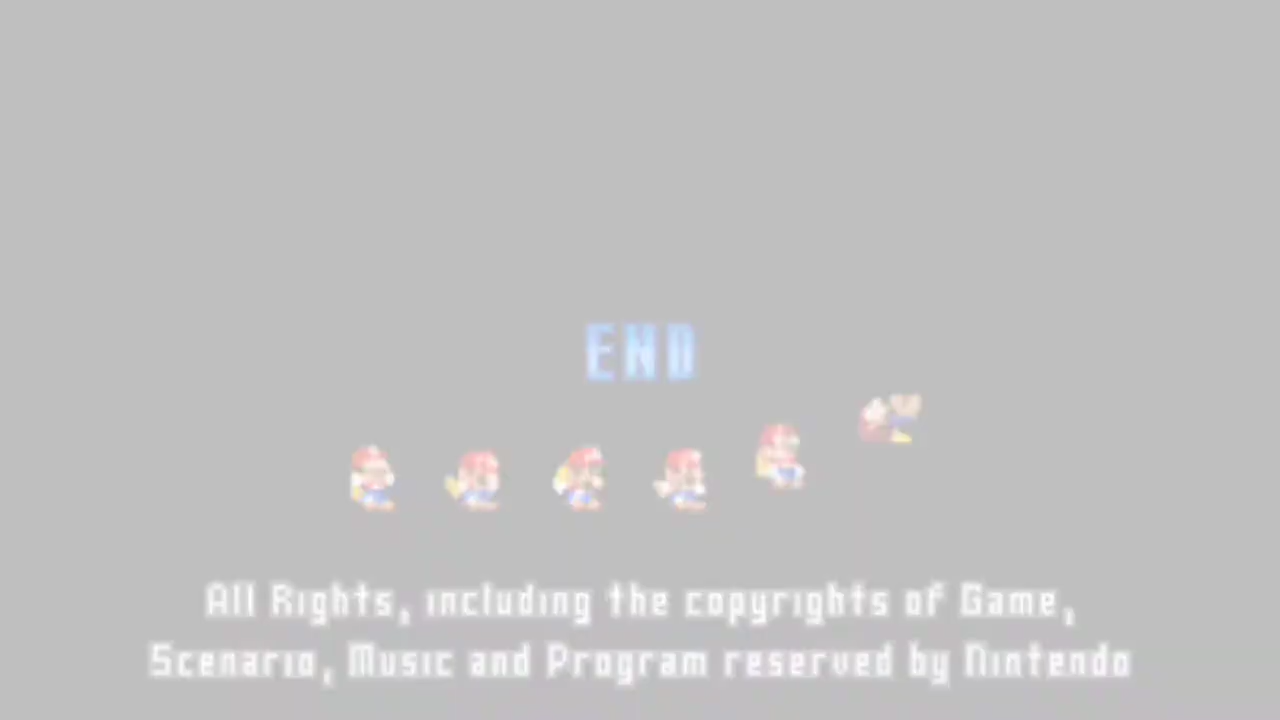 END
All Rights, including the copyrights of Game,
Scenario, Music and Program reserved by Nintendo